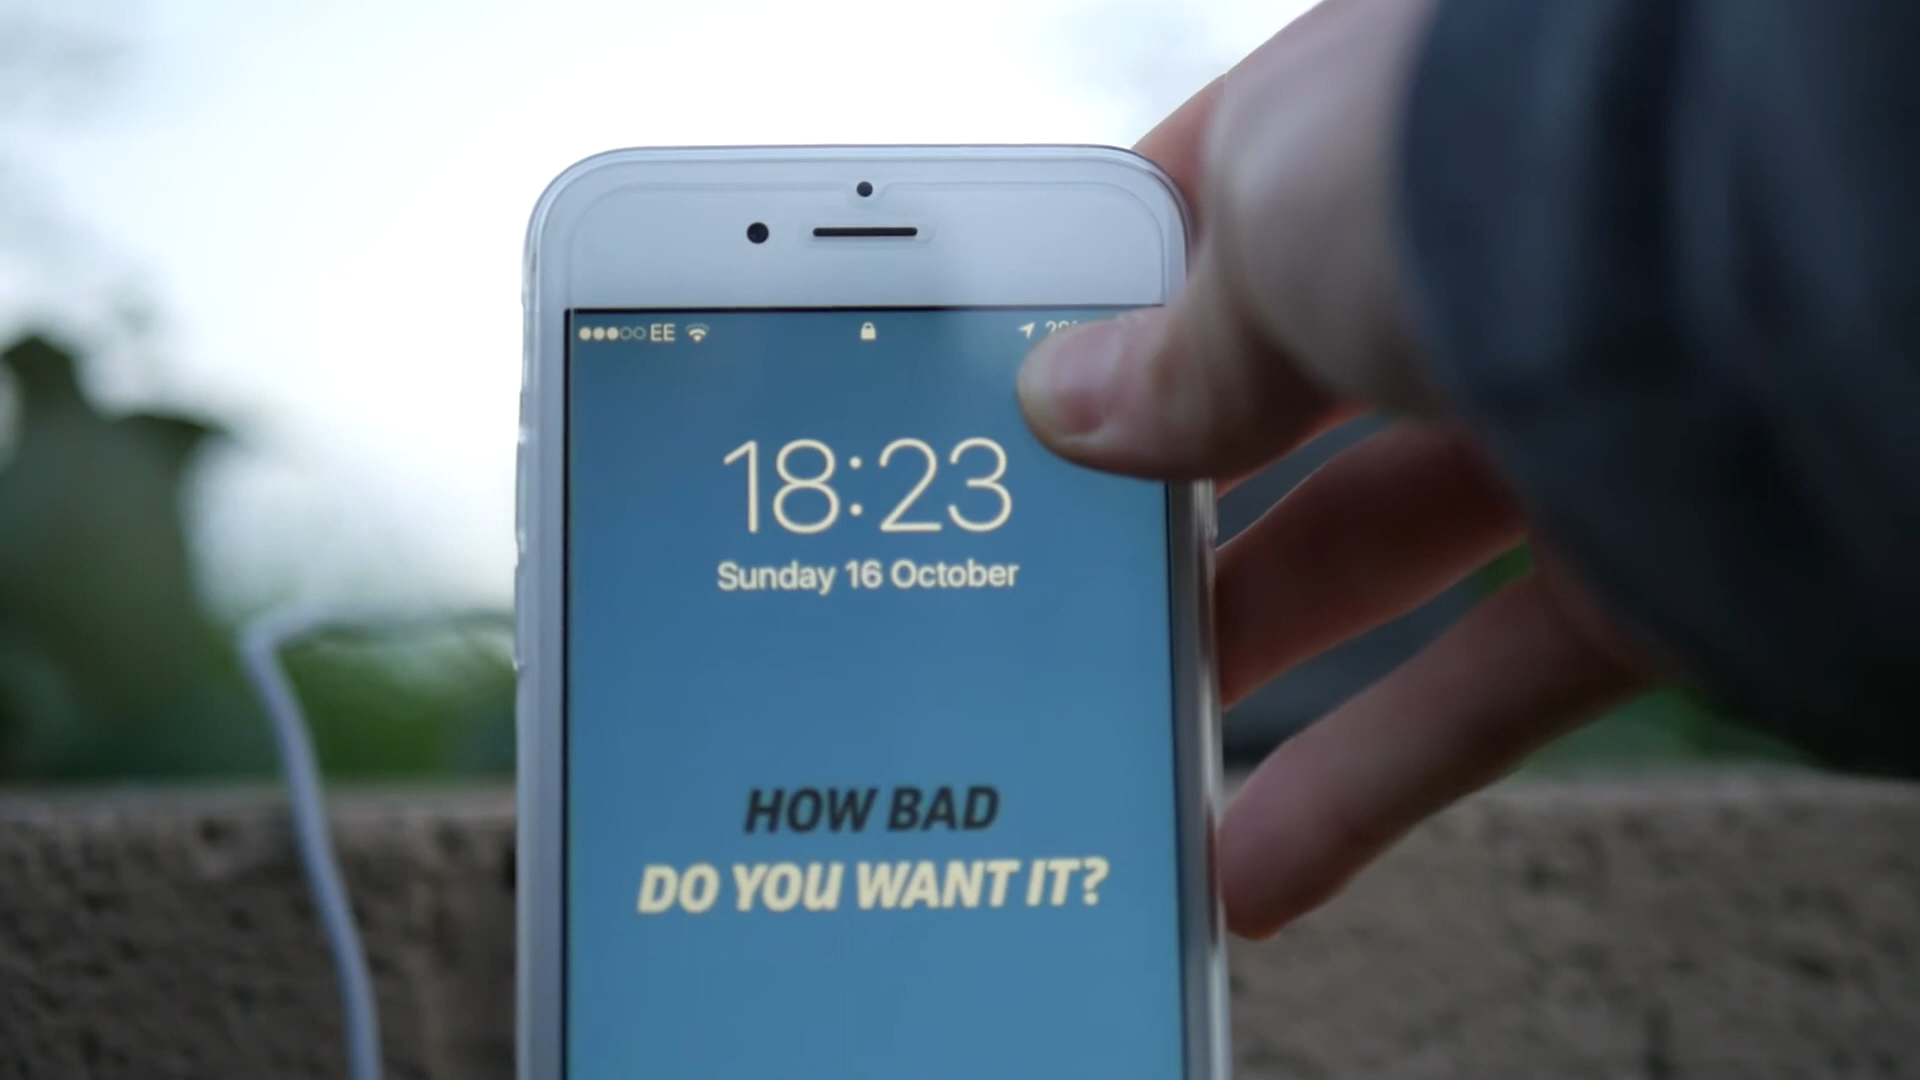 EE
18:23
Sunday 16 October
HOW BAD
DO YOU WANT IT?